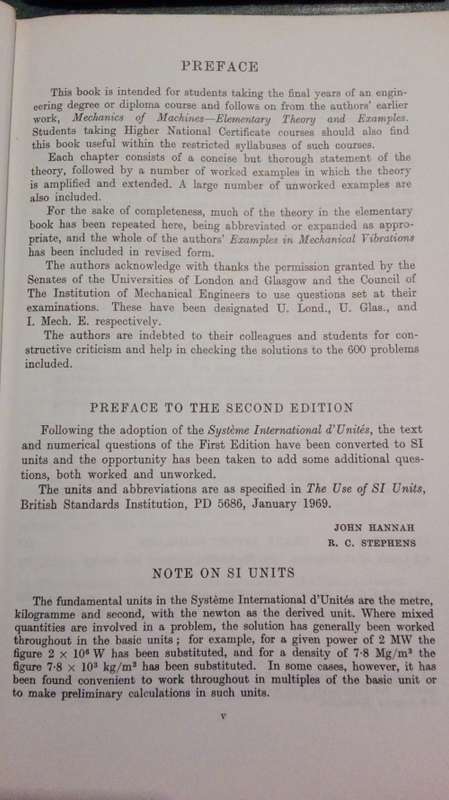 PREFACE
This book is intended for students taking the final years of an engin-
eering degree or diploma course and follows on from the authors' earlier
work, Mechanics of Machines—Elementary Theory and Examples.
Students taking Higher National Certificate courses should also find
this book useful within the restricted syllabuses of such courses.
Each chapter consists of a concise but thorough statement of the
theory, followed by a number of worked examples in which the theory
is amplified and extended. A large number of unworked examples are
also included.
For the sake of completeness, much of the theory in the elementary
book has been repeated here, being abbreviated or expanded as appro-
priate, and the whole of the authors' Examples in Mechanical Vibrations
has been included in revised form.
The authors acknowledge with thanks the permission granted by the
Senates of the Universities of London and Glasgow and the Council of
The Institution of Mechanical Engineers to use questions set at their
examinations. These have been designated U. Lond., U. Glas., and
I. Mech. E. respectively.
The authors are indebted to their colleagues and students for con-
structive criticism and help in checking the solutions to the 600 problems
included.
PREFACE TO THE SECOND EDITION
Following the adoption of the Système International d'Unités, the text
and numerical questions of the First Edition have been converted to SI
units and the opportunity has been taken to add some additional ques-
tions, both worked and unworked.
The units and abbreviations are as specified in The Use of SI Units,
British Standards Institution, PD 5686, January 1969.
JOHN HANNAH
R. C. STEPHENS
NOTE ON SI UNITS
The fundamental units in the Système International d'Unités are the metre,
kilogramme and second, with the newton as the derived unit. Where mixed
quantities are involved in a problem, the solution has generally been worked
throughout in the basic units; for example, for a given power of 2 MW the
figure 2 × 10⁶ W has been substituted, and for a density of 7·8 Mg/m³ the
figure 7·8 × 10³ kg/m³ has been substituted. In some cases, however, it has
been found convenient to work throughout in multiples of the basic unit or
to make preliminary calculations in such units.
v